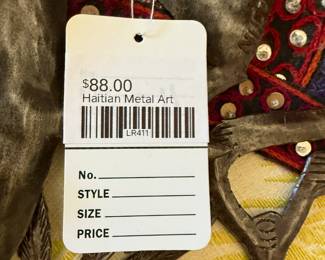 $88.00
Haitian Metal Art
LR411
No.
STYLE
SIZE
PRICE